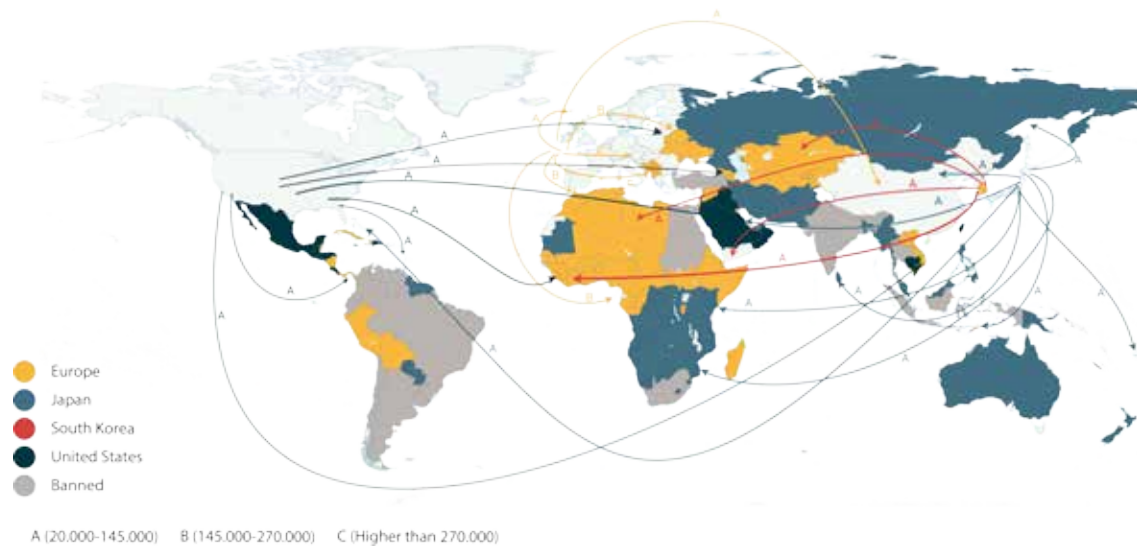 A
B
A
A
A
A
A
A
A
A
A
B
A
A
A
B
A
A
A
A
A
A
Europe
Japan
South Korea
United States
Banned
A (20.000-145.000) B (145.000-270.000) C (Higher than 270.000)